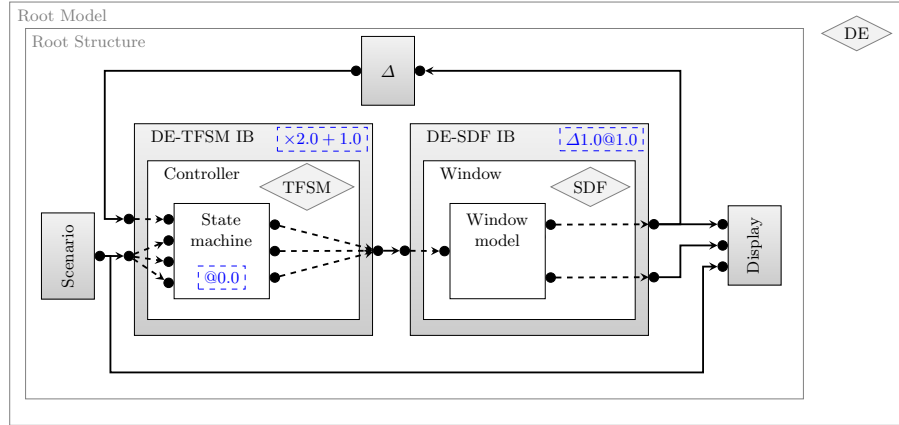 Root Model
DE
Root Structure
Δ
DE-TFSM IB
×2.0 + 1.0
DE-SDF IB
Δ1.0@1.0
Controller
TFSM
Window
SDF
Scenario
State
machine
@0.0
Window
model
Display